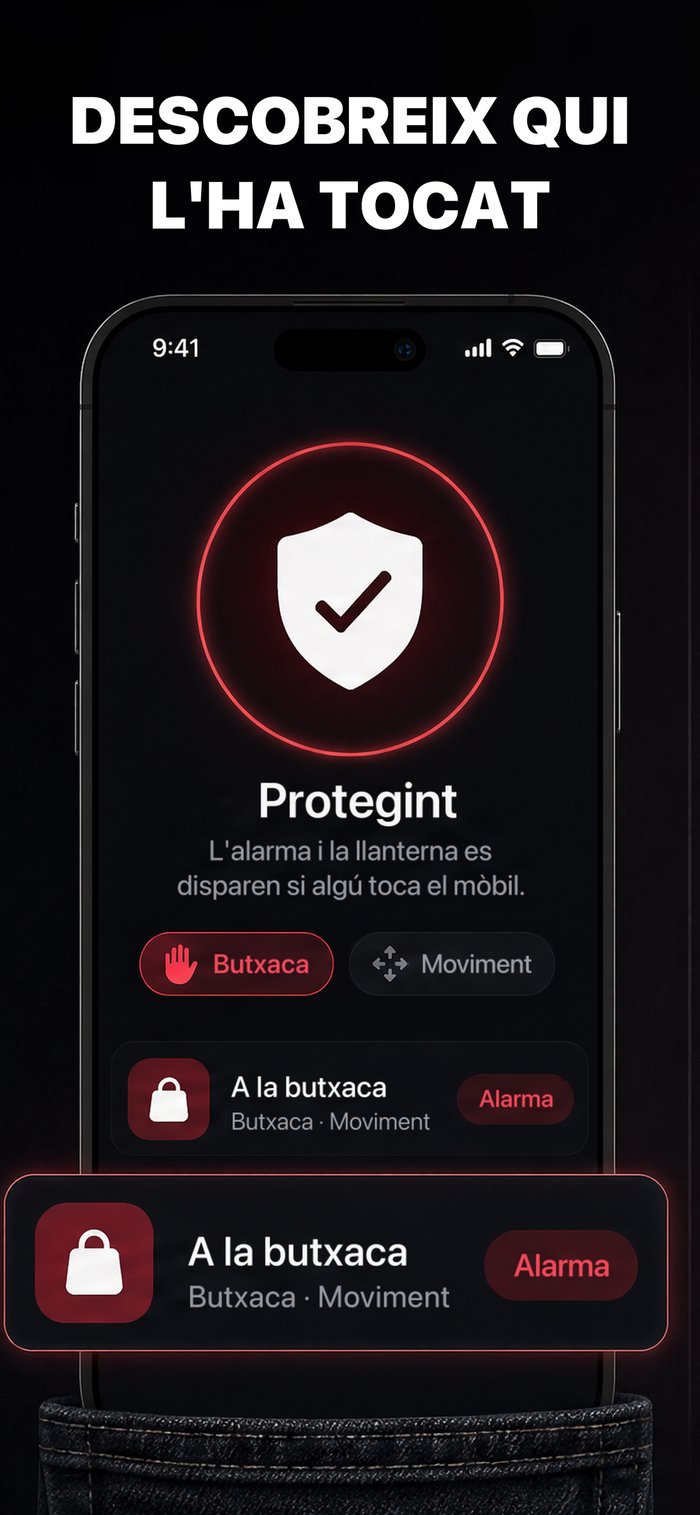 DESCOBREIX QUI
L'HA TOCAT
9:41
Protegint
L'alarma i la llanterna es
disparen si algú toca el mòbil.
Butxaca
Moviment
A la butxaca
Butxaca · Moviment
Alarma
A la butxaca
Butxaca · Moviment
Alarma